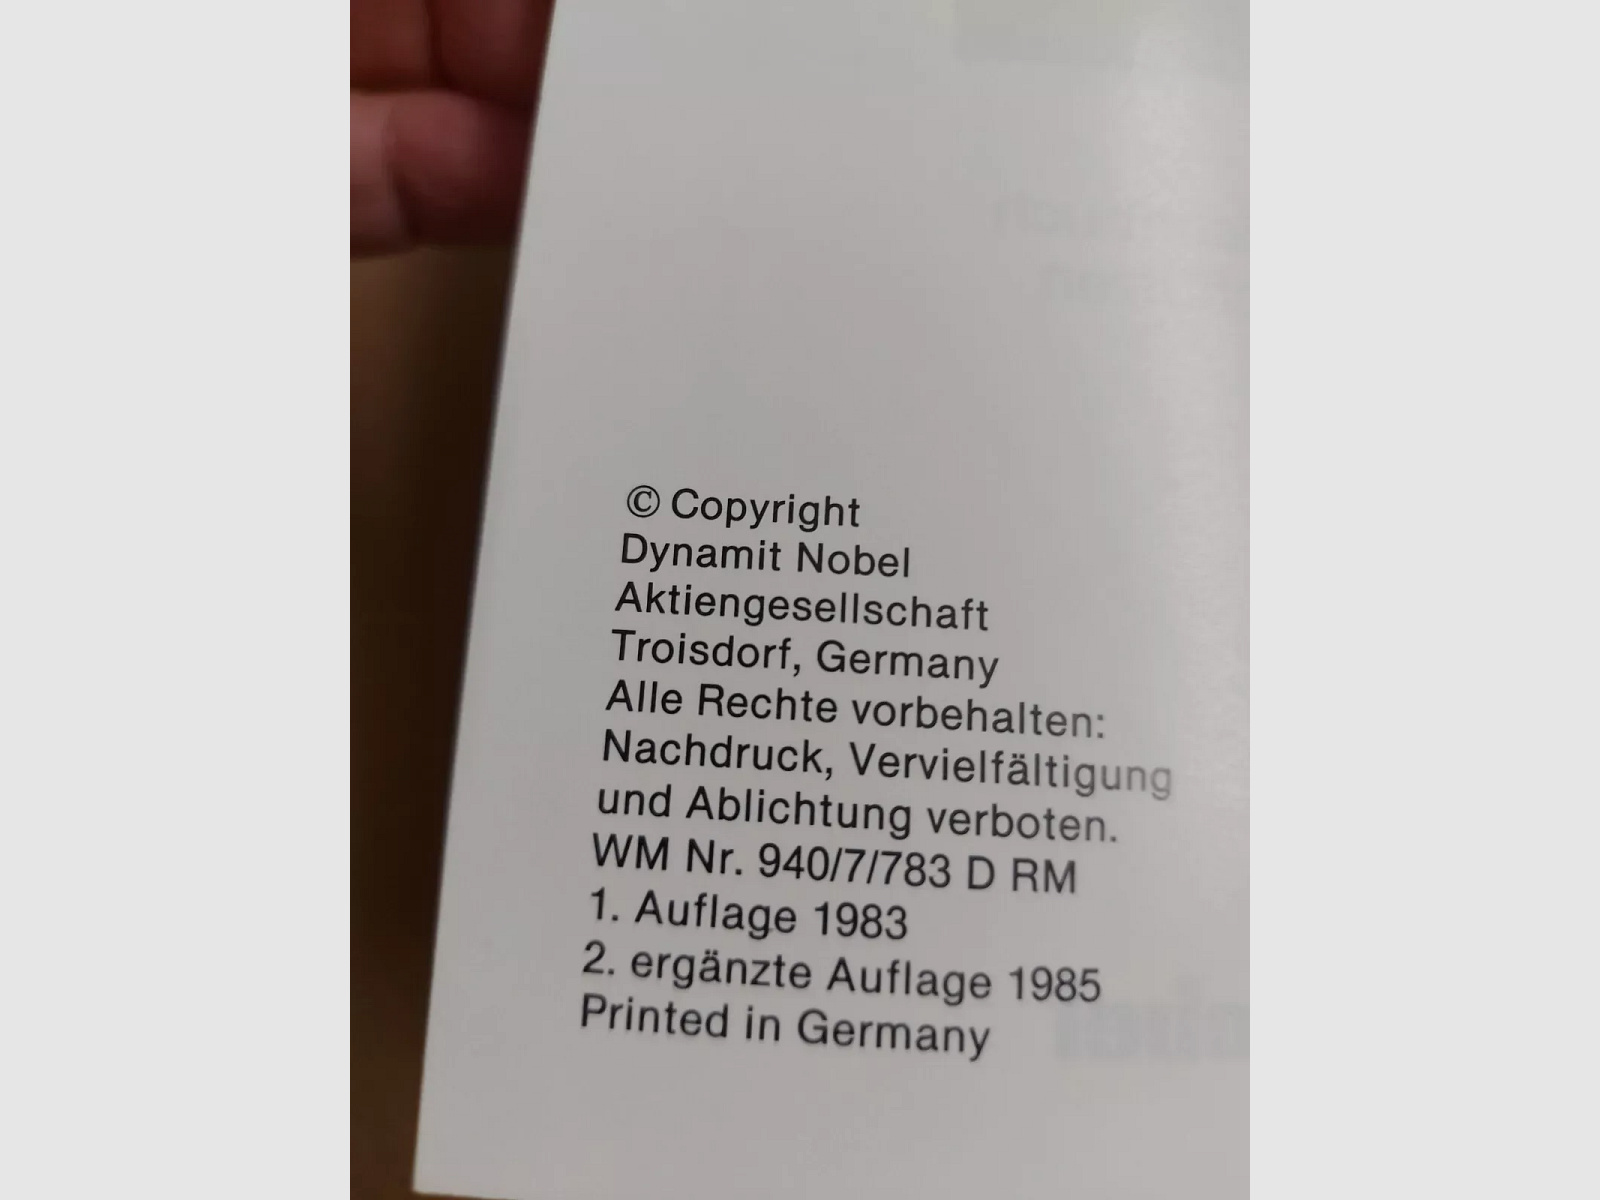 © Copyright
Dynamit Nobel
Aktiengesellschaft
Troisdorf, Germany
Alle Rechte vorbehalten:
Nachdruck, Vervielfältigung
und Ablichtung verboten.
WM Nr. 940/7/783 D RM
1. Auflage 1983
2. ergänzte Auflage 1985
Printed in Germany